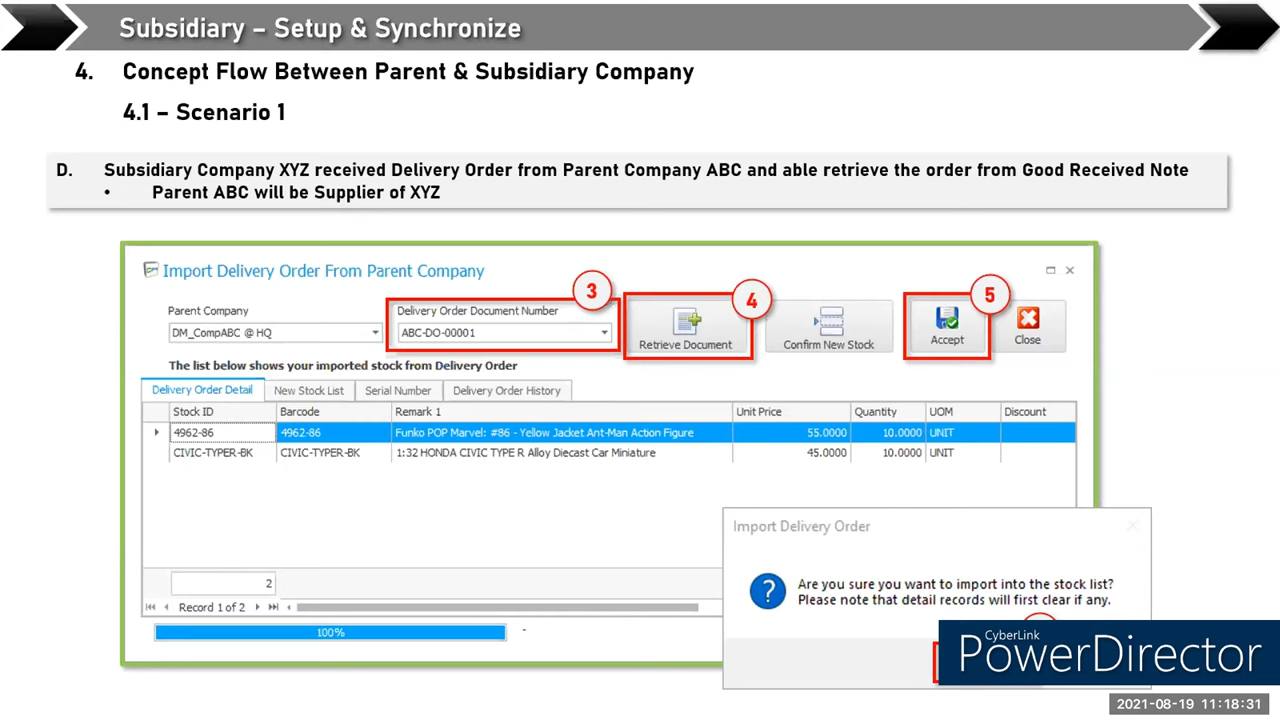 Subsidiary – Setup & Synchronize
4. Concept Flow Between Parent & Subsidiary Company
4.1 – Scenario 1
D. Subsidiary Company XYZ received Delivery Order from Parent Company ABC and able retrieve the order from Good Received Note
• Parent ABC will be Supplier of XYZ
Import Delivery Order From Parent Company
3
4
5
Parent Company
Delivery Order Document Number
DM_CompABC @ HQ
ABC-DO-00001
Retrieve Document
Confirm New Stock
Accept
Close
The list below shows your imported stock from Delivery Order
Delivery Order Detail New Stock List Serial Number Delivery Order History
Stock ID Barcode Remark 1 Unit Price Quantity UOM Discount
4962-86 4962-86 Funko POP Marvel: #86 - Yellow Jacket Ant-Man Action Figure 55.0000 10.0000 UNIT
CIVIC-TYPER-BK CIVIC-TYPER-BK 1:32 HONDA CIVIC TYPE R Alloy Diecast Car Miniature 45.0000 10.0000 UNIT
2
Record 1 of 2
100% -
Import Delivery Order
Are you sure you want to import into the stock list?
Please note that detail records will first clear if any.
CyberLink
PowerDirector
2021-08-19 11:18:31